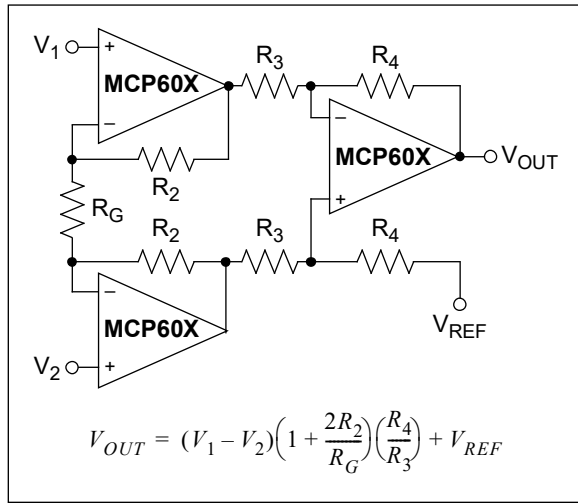 V1
MCP60X
R3
R4
MCP60X
VOUT
R2
RG
R2
R3
R4
MCP60X
VREF
V2
VOUT = (V1 – V2)(1 + 2R2/RG)(R4/R3) + VREF